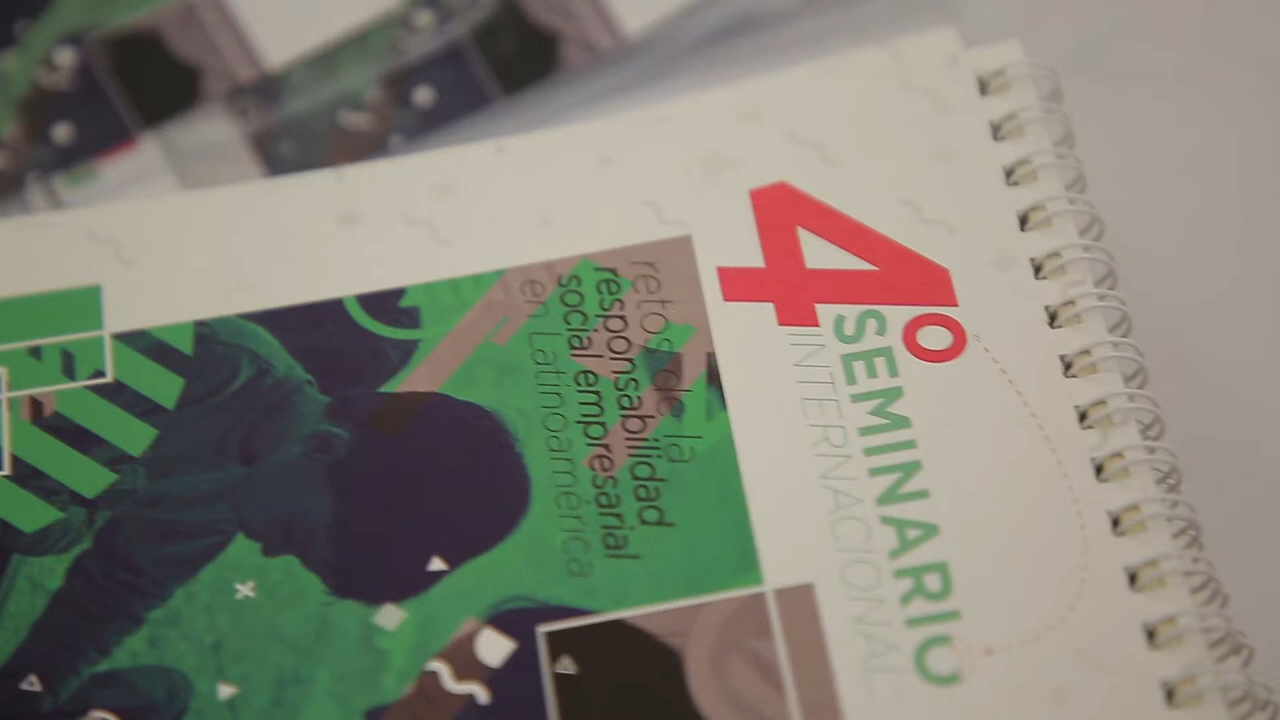 4º
SEMINARIO
INTERNACIONAL
retos de la
responsabilidad
social empresarial
en Latinoamérica